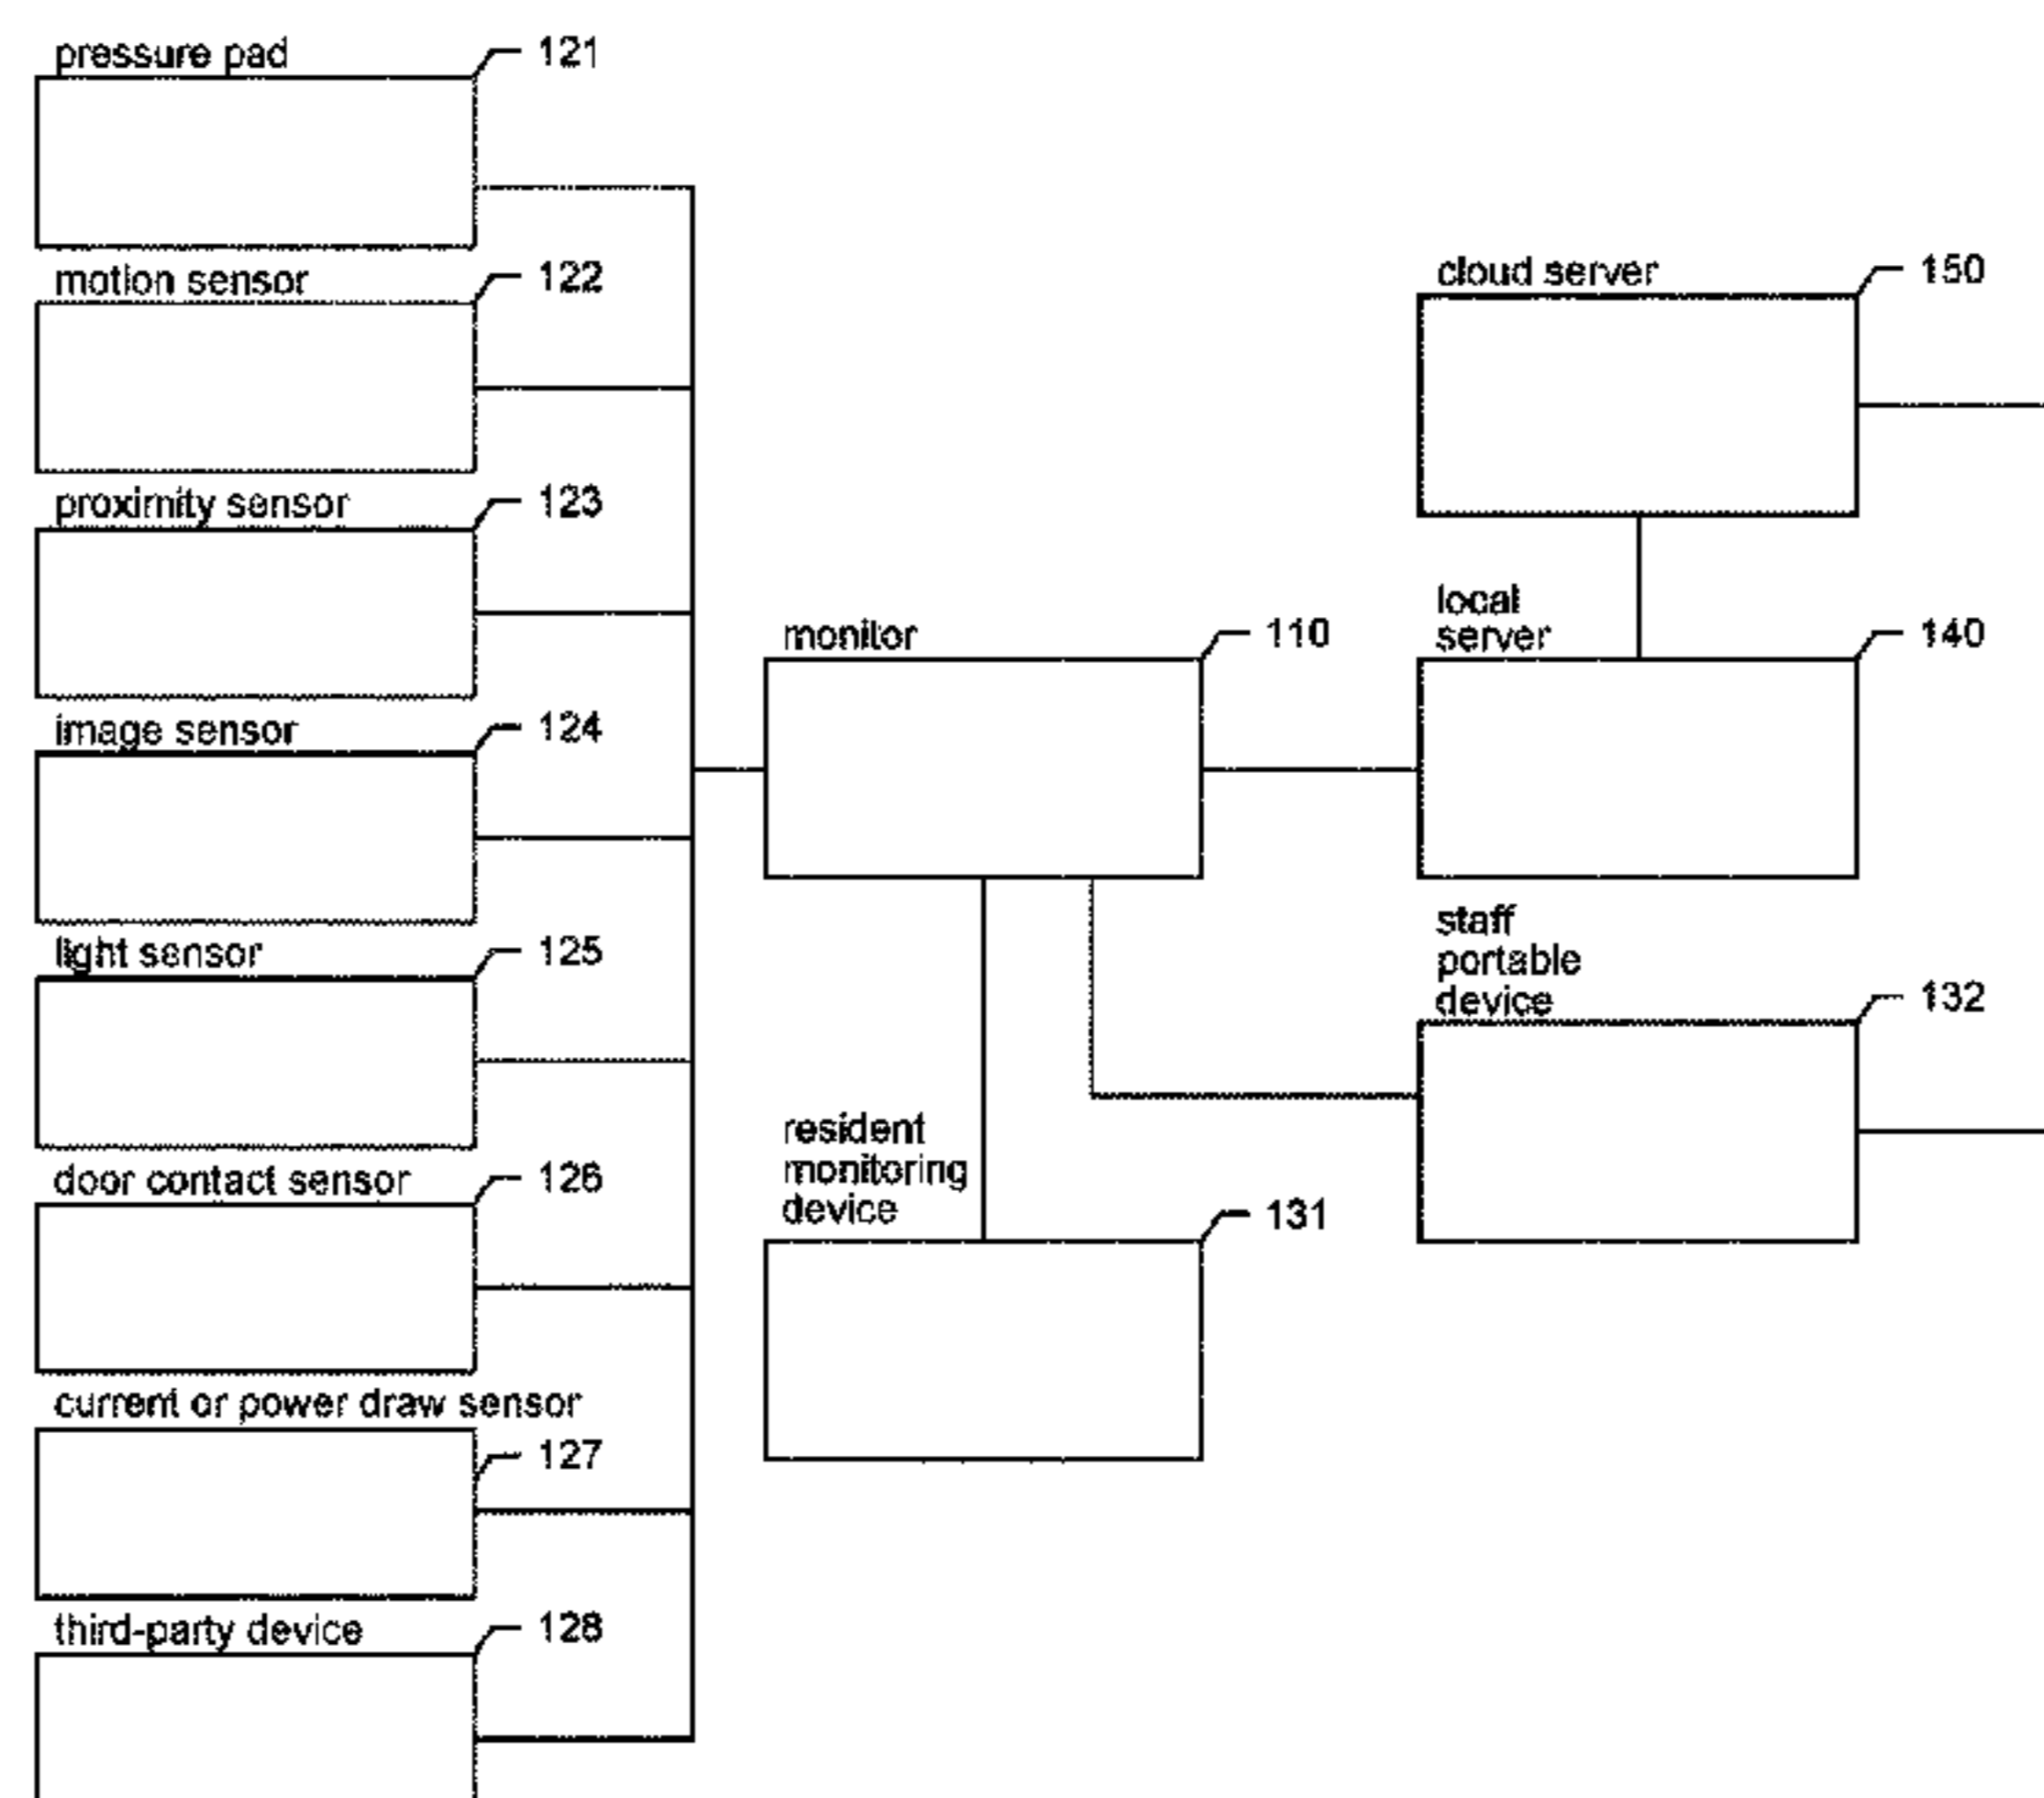 pressure pad 121
motion sensor 122
proximity sensor 123
image sensor 124
light sensor 125
door contact sensor 126
current or power draw sensor
127
third-party device 128
monitor 110
resident
monitoring
device 131
cloud server 150
local
server 140
staff
portable
device 132